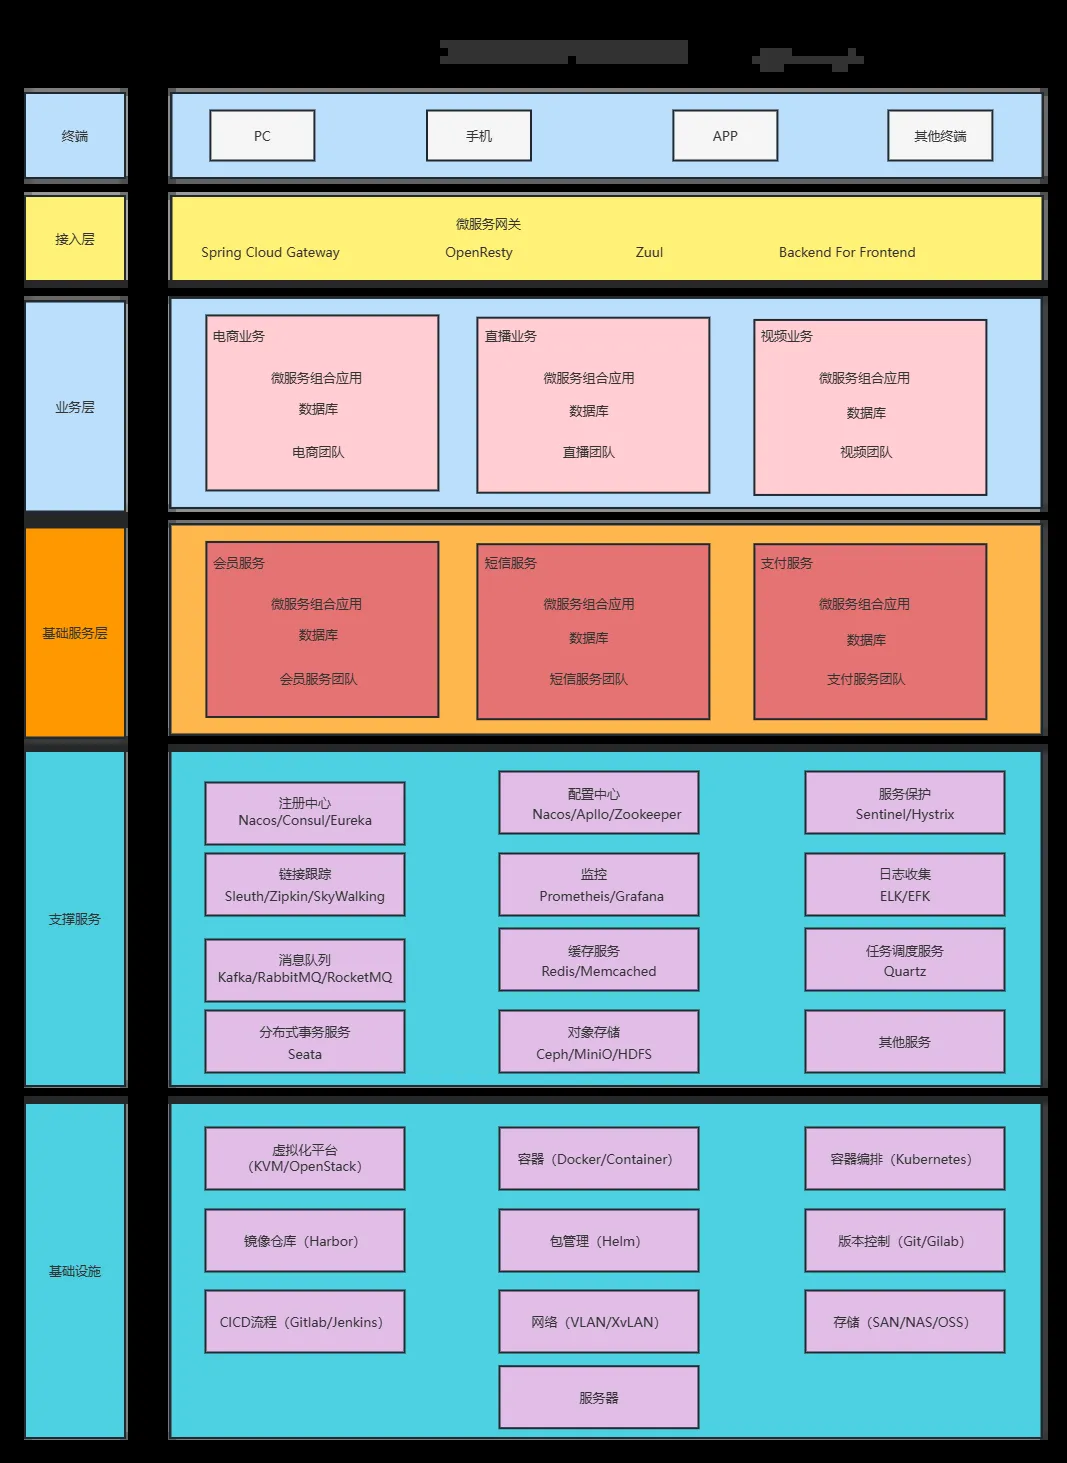 终端
PC
手机
APP
其他终端
接入层
微服务网关
Spring Cloud Gateway
OpenResty
Zuul
Backend For Frontend
业务层
电商业务
微服务组合应用
数据库
电商团队
直播业务
微服务组合应用
数据库
直播团队
视频业务
微服务组合应用
数据库
视频团队
基础服务层
会员服务
微服务组合应用
数据库
会员服务团队
短信服务
微服务组合应用
数据库
短信服务团队
支付服务
微服务组合应用
数据库
支付服务团队
支撑服务
注册中心
Nacos/Consul/Eureka
配置中心
Nacos/Apllo/Zookeeper
服务保护
Sentinel/Hystrix
链接跟踪
Sleuth/Zipkin/SkyWalking
监控
Prometheis/Grafana
日志收集
ELK/EFK
消息队列
Kafka/RabbitMQ/RocketMQ
缓存服务
Redis/Memcached
任务调度服务
Quartz
分布式事务服务
Seata
对象存储
Ceph/MiniO/HDFS
其他服务
基础设施
虚拟化平台
（KVM/OpenStack）
容器（Docker/Container）
容器编排（Kubernetes）
镜像仓库（Harbor）
包管理（Helm）
版本控制（Git/Gilab）
CICD流程（Gitlab/Jenkins）
网络（VLAN/XvLAN）
存储（SAN/NAS/OSS）
服务器